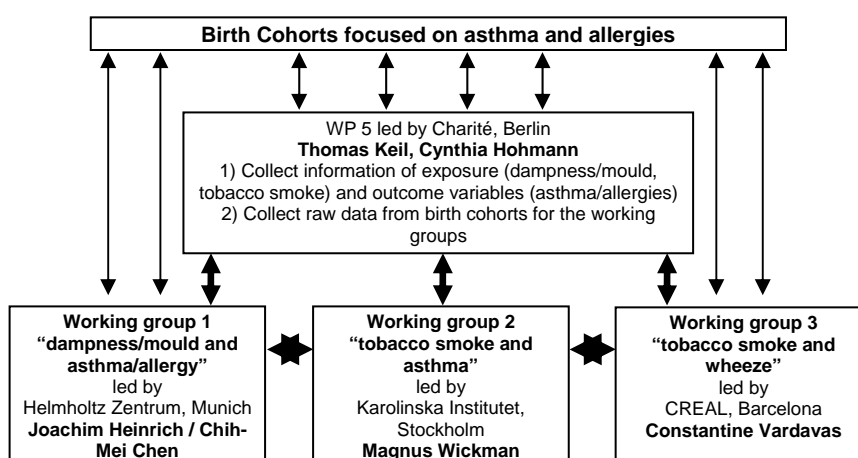 Birth Cohorts focused on asthma and allergies
WP 5 led by Charité, Berlin
Thomas Keil, Cynthia Hohmann
1) Collect information of exposure (dampness/mould,
tobacco smoke) and outcome variables (asthma/allergies)
2) Collect raw data from birth cohorts for the working
groups
Working group 1
“dampness/mould and
asthma/allergy”
led by
Helmholtz Zentrum, Munich
Joachim Heinrich / Chih-
Mei Chen
Working group 2
“tobacco smoke and
asthma”
led by
Karolinska Institutet,
Stockholm
Magnus Wickman
Working group 3
“tobacco smoke and
wheeze”
led by
CREAL, Barcelona
Constantine Vardavas